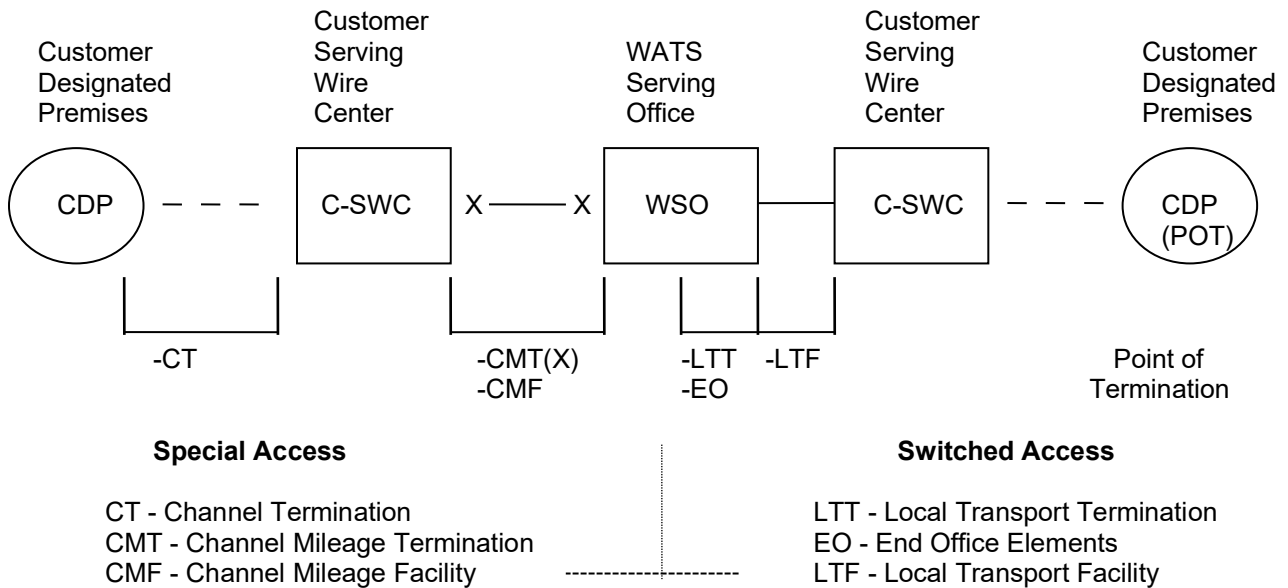 Customer
Designated
Premises
Customer
Serving
Wire
Center
WATS
Serving
Office
Customer
Serving
Wire
Center
Customer
Designated
Premises
CDP
C-SWC
X
X
WSO
C-SWC
CDP
(POT)
-CT
-CMT(X)
-CMF
-LTT
-EO
-LTF
Point of
Termination
Special Access
Switched Access
CT - Channel Termination
CMT - Channel Mileage Termination
CMF - Channel Mileage Facility
LTT - Local Transport Termination
EO - End Office Elements
LTF - Local Transport Facility